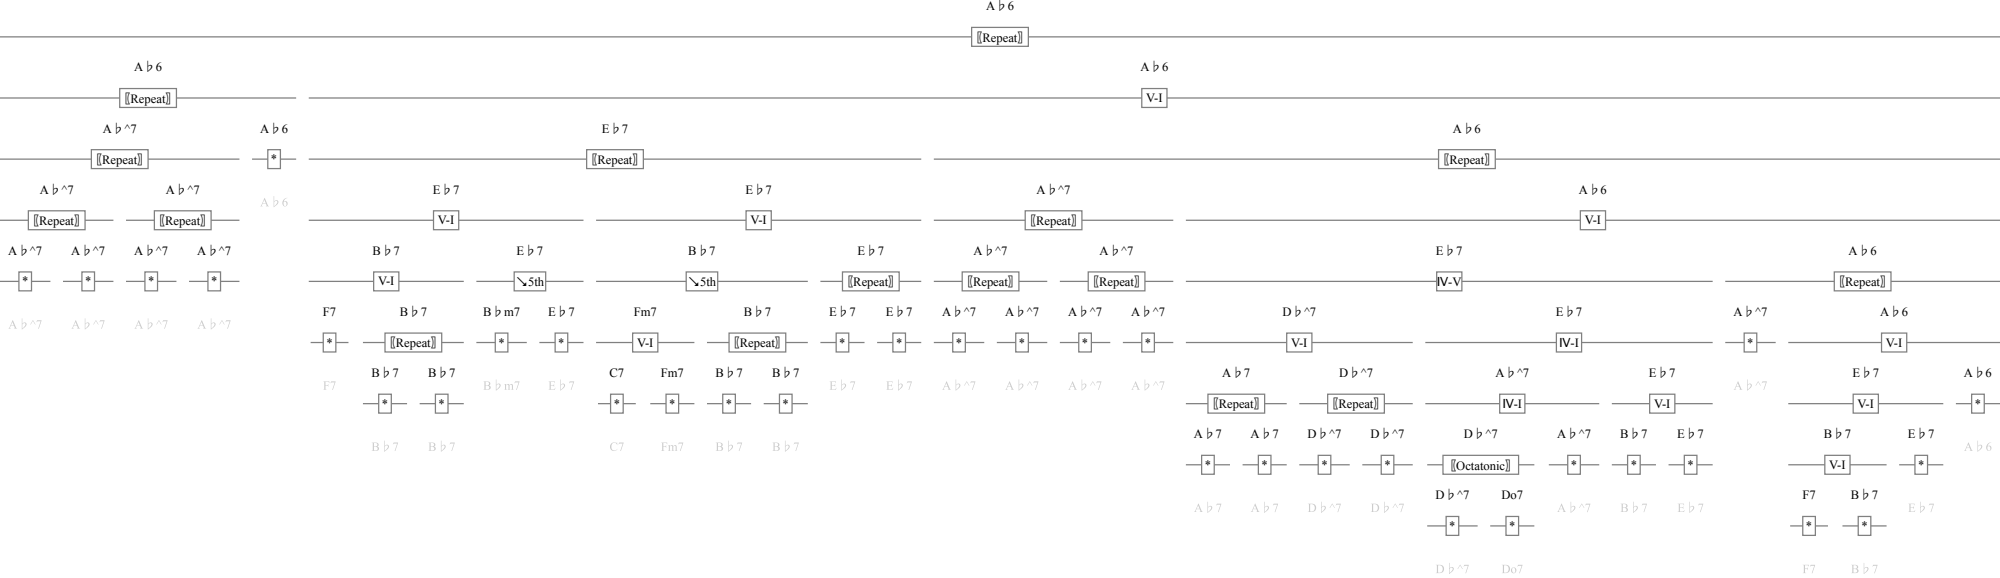 A♭6
⟦Repeat⟧
A♭6 A♭6
⟦Repeat⟧ V-I
A♭^7 A♭6 E♭7 A♭6
⟦Repeat⟧ * ⟦Repeat⟧ ⟦Repeat⟧
A♭^7 A♭^7 E♭7 E♭7 A♭^7 A♭6
A♭6
⟦Repeat⟧ ⟦Repeat⟧ V-I V-I ⟦Repeat⟧ V-I
A♭^7 A♭^7 A♭^7 A♭^7 B♭7 E♭7 B♭7 E♭7 A♭^7 A♭^7 E♭7 A♭6
* * * * V-I ↘5th ↘5th ⟦Repeat⟧ ⟦Repeat⟧ ⟦Repeat⟧ Ⅳ-Ⅴ ⟦Repeat⟧
F7 B♭7 B♭m7 E♭7 Fm7 B♭7 E♭7 E♭7 A♭^7 A♭^7 A♭^7 A♭^7 D♭^7 E♭7 A♭^7 A♭6
A♭^7 A♭^7 A♭^7 A♭^7
* ⟦Repeat⟧ * * V-I ⟦Repeat⟧ * * * * * * V-I Ⅳ-I * V-I
B♭7 B♭7 C7 Fm7 B♭7 B♭7 A♭7 D♭^7 A♭^7 E♭7 E♭7 A♭6
F7 B♭m7 E♭7 E♭7 E♭7 A♭^7 A♭^7 A♭^7 A♭^7 A♭^7
* * * * * * ⟦Repeat⟧ ⟦Repeat⟧ Ⅳ-I V-I V-I *
A♭7 A♭7 D♭^7 D♭^7 D♭^7 A♭^7 B♭7 E♭7 B♭7 E♭7
B♭7 B♭7 C7 Fm7 B♭7 B♭7 A♭6
* * * * ⟦Octatonic⟧ * * * V-I *
D♭^7 Do7 F7 B♭7
A♭7 A♭7 D♭^7 D♭^7 A♭^7 B♭7 E♭7 E♭7
* * * *
D♭^7 Do7 F7 B♭7